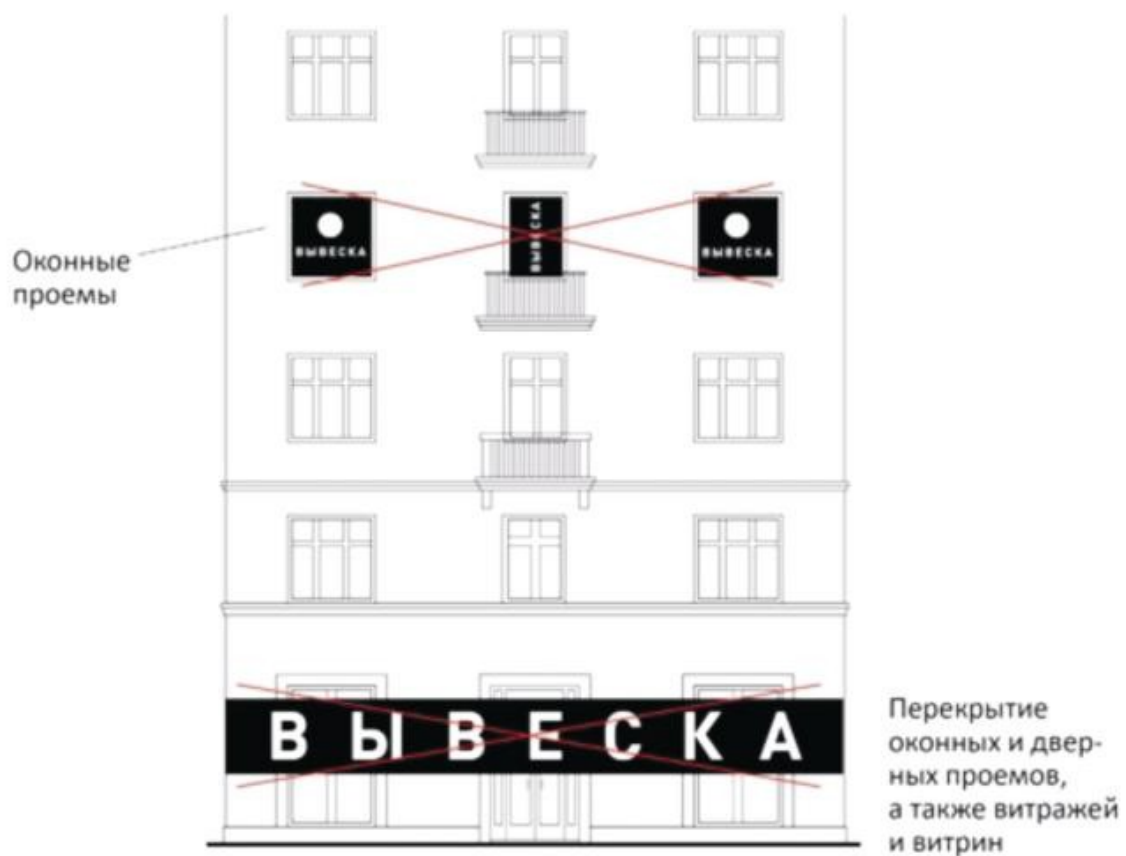 ВЫВЕСКА
ВЫВЕСКА
ВЫВЕСКА
Оконные
проемы
ВЫВЕСКА
Перекрытие
оконных и двер-
ных проемов,
а также витражей
и витрин